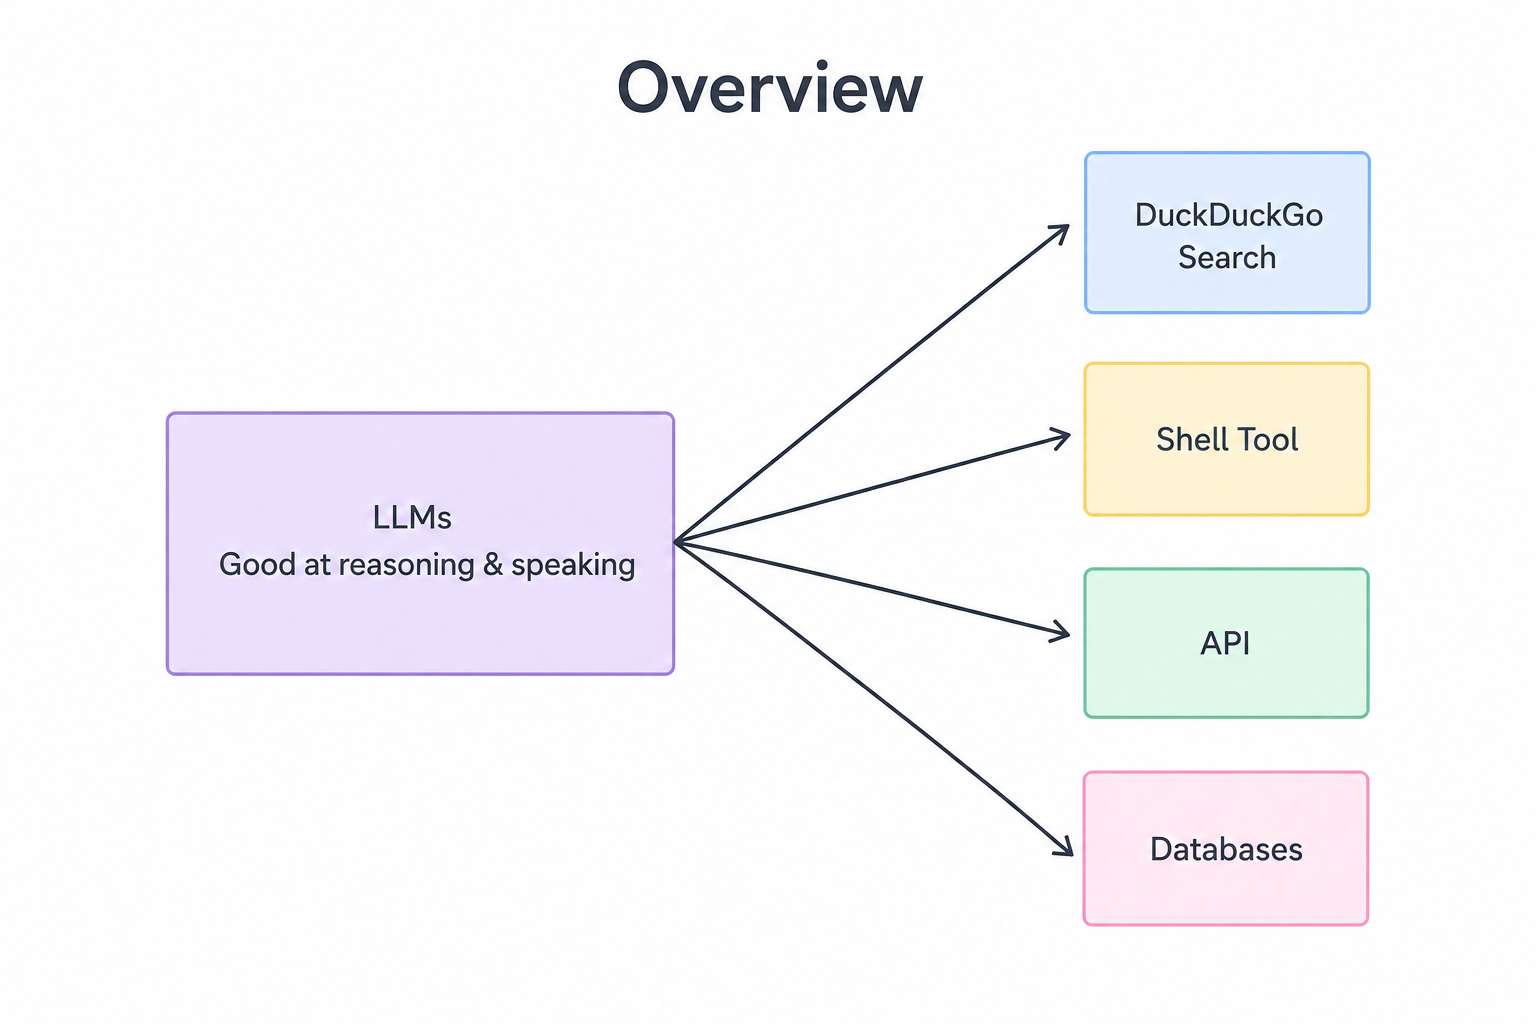 Overview
DuckDuckGo
Search
Shell Tool
LLMs
Good at reasoning & speaking
API
Databases